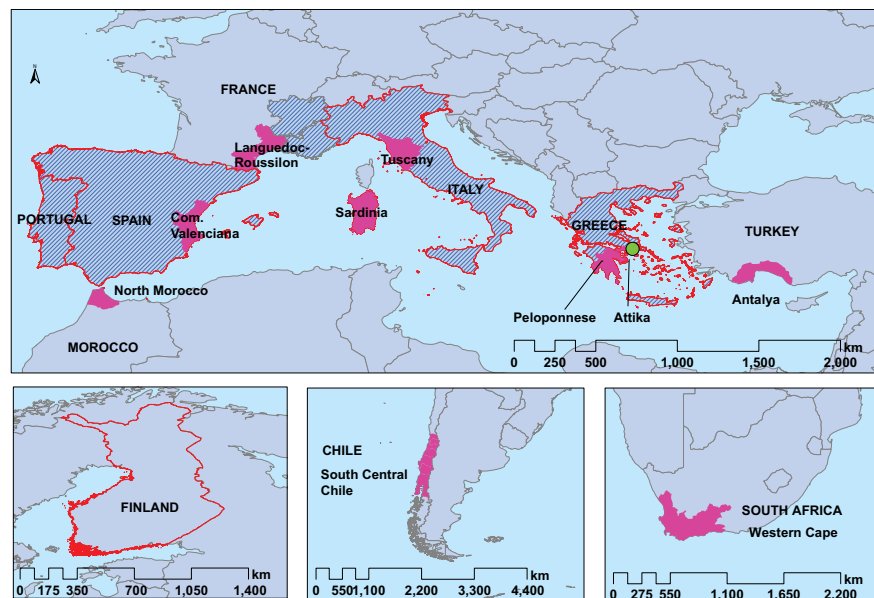 N
FRANCE
Languedoc-
Roussilon
Tuscany
ITALY
PORTUGAL
SPAIN
Com.
Valenciana
Sardinia
GREECE
TURKEY
North Morocco
MOROCCO
Peloponnese
Attika
Antalya
km
0 250 500 1,000 1,500 2,000
FINLAND
km
0 175 350 700 1,050 1,400
CHILE
South Central
Chile
km
0 550 1,100 2,200 3,300 4,400
SOUTH AFRICA
Western Cape
km
0 275 550 1,100 1,650 2,200